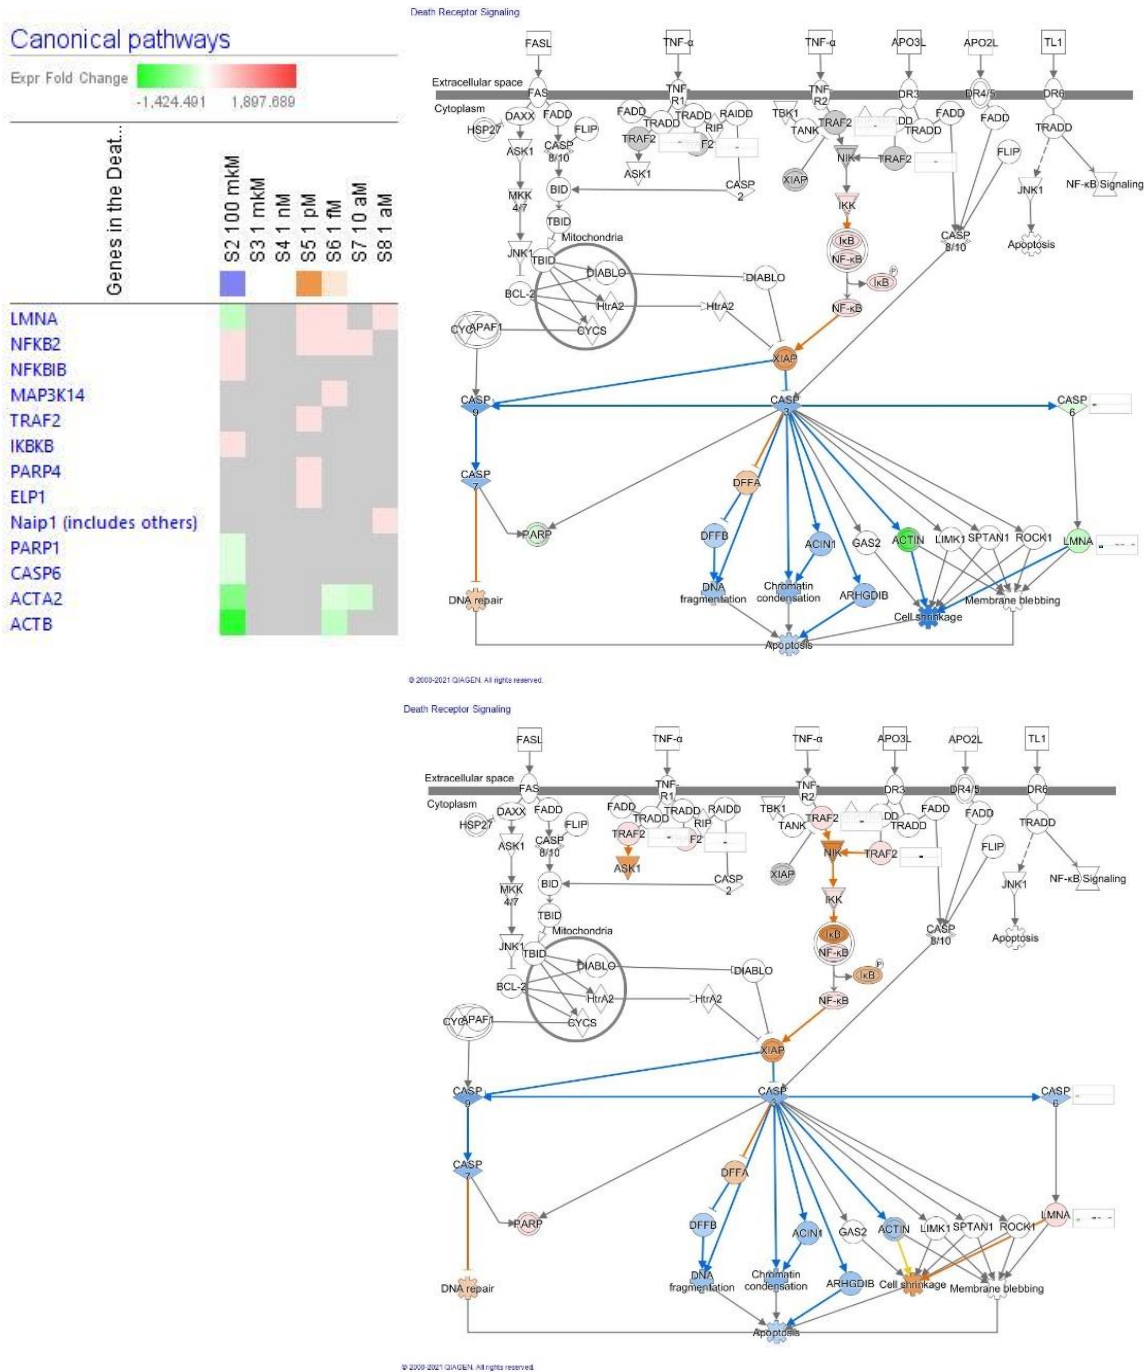 Canonical pathways
Expr Fold Change
-1,424.491 1,897.689
Genes in the Deat...
S2 100 mkM
S3 1 mkM
S4 1 nM
S5 1 pM
S6 1 fM
S7 10 aM
S8 1 aM
LMNA
NFKB2
NFKBIB
MAP3K14
TRAF2
IKBKB
PARP4
ELP1
Naip1 (includes others)
PARP1
CASP6
ACTA2
ACTB
Death Receptor Signaling
FASL TNF-α TNF-α APO3L APO2L TL1
Extracellular space
FAS TNF R1 TNF R2 DR3 DR4/5 DR6
Cytoplasm
HSP27 DAXX FADD FLIP FADD TRADD TRADD RIP RAIDD TBK1 TANK TRAF2 DD TRADD FADD FADD TRADD
ASK1 CASP 8/10 TRAF2 F2 NIK TRAF2 FLIP
MKK 4/7 BID ASK1 CASP 2 XIAP JNK1 NF-κB Signaling
TBID IKK
JNK1 Mitochondria IκB NF-κB CASP 8/10 Apoptosis
TBID DIABLO DIABLO IκB P
BCL-2 HtrA2 HtrA2 NF-κB
CYC APAF1 CYCS
XIAP
CASP 9 CASP 3 CASP 6
CASP 7 DFFA
PARP DFFB ACIN1 GAS2 ACTIN LIMK1 SPTAN1 ROCK1 LMNA
DNA repair DNA fragmentation Chromatin condensation ARHGDIB Cell shrinkage Membrane blebbing
Apoptosis
© 2000-2021 QIAGEN. All rights reserved.
Death Receptor Signaling
FASL TNF-α TNF-α APO3L APO2L TL1
Extracellular space
FAS TNF- R1 TNF- R2 DR3 DR4/5 DR6
Cytoplasm
HSP27 DAXX FADD FLIP FADD TRADD TRADD RIP RAIDD TBK1 TANK TRAF2 DD TRADD FADD FADD TRADD
ASK1 CASP 8/10 TRAF2 F2 NIK TRAF2 FLIP
MKK 4/7 BID ASK1 CASP 2 XIAP JNK1 NF-κB Signaling
TBID IKK
JNK1 Mitochondria IκB NF-κB CASP 8/10 Apoptosis
TBID DIABLO DIABLO IκB P
BCL-2 HtrA2 HtrA2 NF-κB
CYC APAF1 CYCS
XIAP
CASP 9 CASP 3 CASP 6
CASP 7 DFFA
PARP DFFB ACIN1 GAS2 ACTIN LIMK1 SPTAN1 ROCK1 LMNA
DNA repair DNA fragmentation Chromatin condensation ARHGDIB Cell shrinkage Membrane blebbing
Apoptosis
© 2000-2021 QIAGEN. All rights reserved.